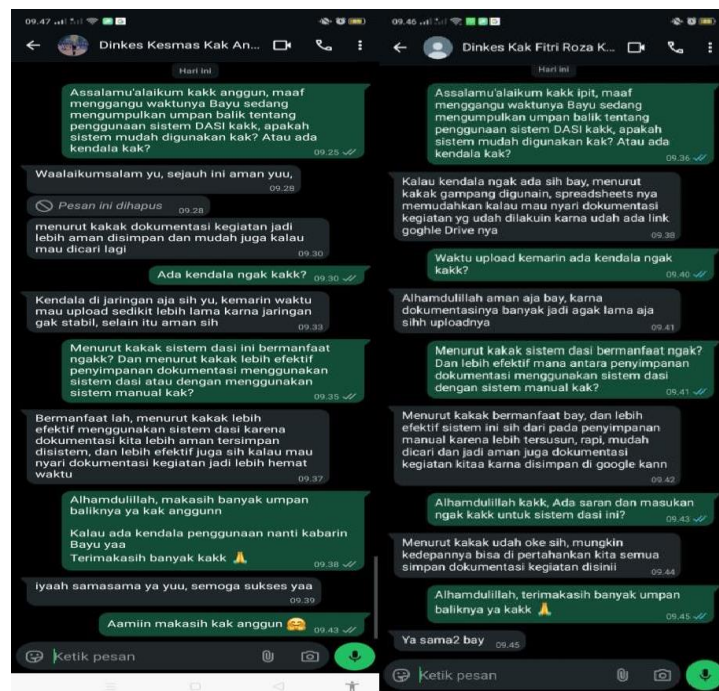 09.47
Dinkes Kesmas Kak An...
Hari ini
Assalamu'alaikum kakk anggun, maaf
menggangu waktunya Bayu sedang
mengumpulkan umpan balik tentang
penggunaan sistem DASI kakk, apakah
sistem mudah digunakan kak? Atau ada
kendala kak?
09.25
Waalaikumsalam yu, sejauh ini aman yuu,
09.28
Pesan ini dihapus 09.28
menurut kakak dokumentasi kegiatan jadi
lebih aman disimpan dan mudah juga kalau
mau dicari lagi
09.30
Ada kendala ngak kakk? 09.30
Kendala di jaringan aja sih yu, kemarin waktu
mau upload sedikit lebih lama karna jaringan
gak stabil, selain itu aman sih
09.33
Menurut kakak sistem dasi ini bermanfaat
ngakk? Dan menurut kakak lebih efektif
penyimpanan dokumentasi menggunakan
sistem dasi atau dengan menggunakan
sistem manual kak?
09.35
Bermanfaat lah, menurut kakak lebih
efektif menggunakan sistem dasi karena
dokumentasi kita lebih aman tersimpan
disistem, dan lebih efektif juga sih kalau mau
nyari dokumentasi kegiatan jadi lebih hemat
waktu
09.37
Alhamdulillah, makasih banyak umpan
baliknya ya kak anggunn
Kalau ada kendala penggunaan nanti kabarin
Bayu yaa
Terimakasih banyak kakk 🙏
09.38
iyaah samasama ya yuu, semoga sukses yaa
09.39
Aamiin makasih kak anggun 🤗 09.43
Ketik pesan
09.46
Dinkes Kak Fitri Roza K...
Hari ini
Assalamu'alaikum kakk ipit, maaf
menggangu waktunya Bayu sedang
mengumpulkan umpan balik tentang
penggunaan sistem DASI kakk, apakah
sistem mudah digunakan kak? Atau ada
kendala kak?
09.36
Kalau kendala ngak ada sih bay, menurut
kakak gampang digunain, spreadsheets nya
memudahkan kalau mau nyari dokumentasi
kegiatan yg udah dilakuin karna udah ada link
goghle Drive nya
09.38
Waktu upload kemarin ada kendala ngak
kakk?
09.40
Alhamdulillah aman aja bay, karna
dokumentasinya banyak jadi agak lama aja
sihh uploadnya
09.41
Menurut kakak sistem dasi bermanfaat ngak?
Dan lebih efektif mana antara penyimpanan
dokumentasi menggunakan sistem dasi
dengan sistem manual kak?
09.41
Menurut kakak bermanfaat bay, dan lebih
efektif sistem ini sih dari pada penyimpanan
manual karena lebih tersusun, rapi, mudah
dicari dan jadi aman juga dokumentasi
kegiatan kitaa karna disimpan di google kann
09.42
Alhamdulillah kakk, Ada saran dan masukan
ngak kakk untuk sistem dasi ini?
09.43
Menurut kakak udah oke sih, mungkin
kedepannya bisa di pertahankan kita semua
simpan dokumentasi kegiatan disinii
09.44
Alhamdulillah, terimakasih banyak umpan
baliknya ya kakk 🙏
09.45
Ya sama2 bay 09.45
Ketik pesan